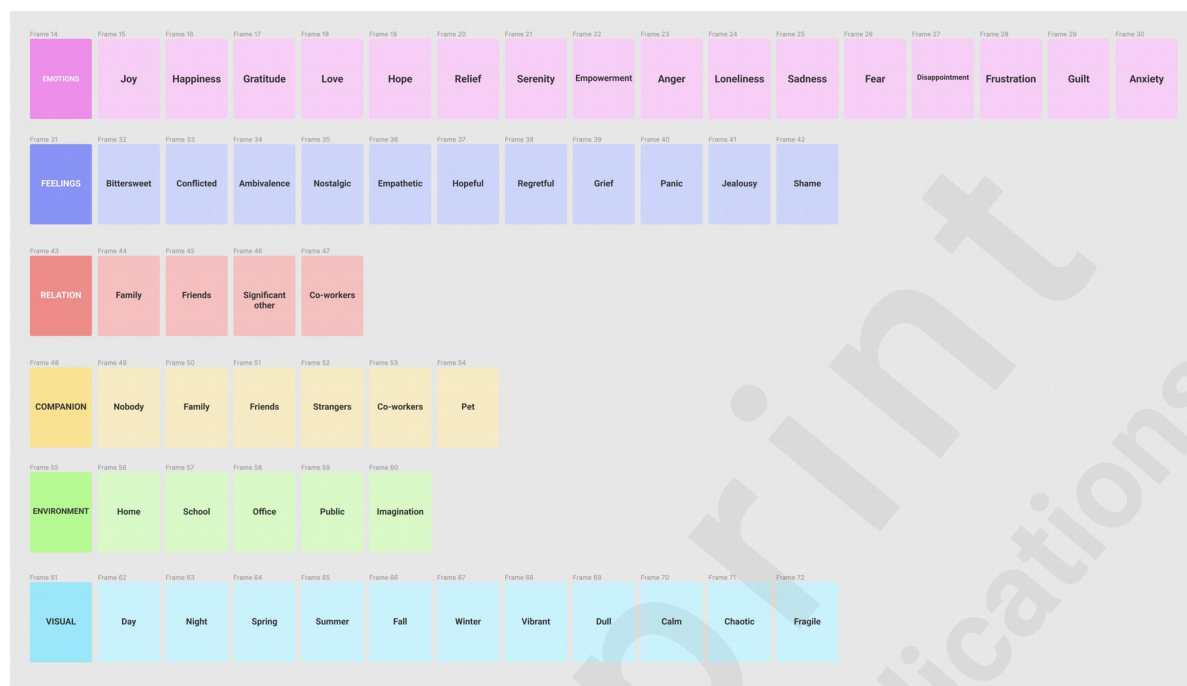 Frame 14 Frame 15 Frame 16 Frame 17 Frame 18 Frame 19 Frame 20 Frame 21 Frame 22 Frame 23 Frame 24 Frame 25 Frame 26 Frame 27 Frame 28 Frame 29 Frame 30
EMOTIONS Joy Happiness Gratitude Love Hope Relief Serenity Empowerment Anger Loneliness Sadness Fear Disappointment Frustration Guilt Anxiety
Frame 31 Frame 32 Frame 33 Frame 34 Frame 35 Frame 36 Frame 37 Frame 38 Frame 39 Frame 40 Frame 41 Frame 42
FEELINGS Bittersweet Conflicted Ambivalence Nostalgic Empathetic Hopeful Regretful Grief Panic Jealousy Shame
Frame 43 Frame 44 Frame 45 Frame 46 Frame 47
RELATION Family Friends Significant other Co-workers
Frame 48 Frame 49 Frame 50 Frame 51 Frame 52 Frame 53 Frame 54
COMPANION Nobody Family Friends Strangers Co-workers Pet
Frame 55 Frame 56 Frame 57 Frame 58 Frame 59 Frame 60
ENVIRONMENT Home School Office Public Imagination
Frame 61 Frame 62 Frame 63 Frame 64 Frame 65 Frame 66 Frame 67 Frame 68 Frame 69 Frame 70 Frame 71 Frame 72
VISUAL Day Night Spring Summer Fall Winter Vibrant Dull Calm Chaotic Fragile
print
lications